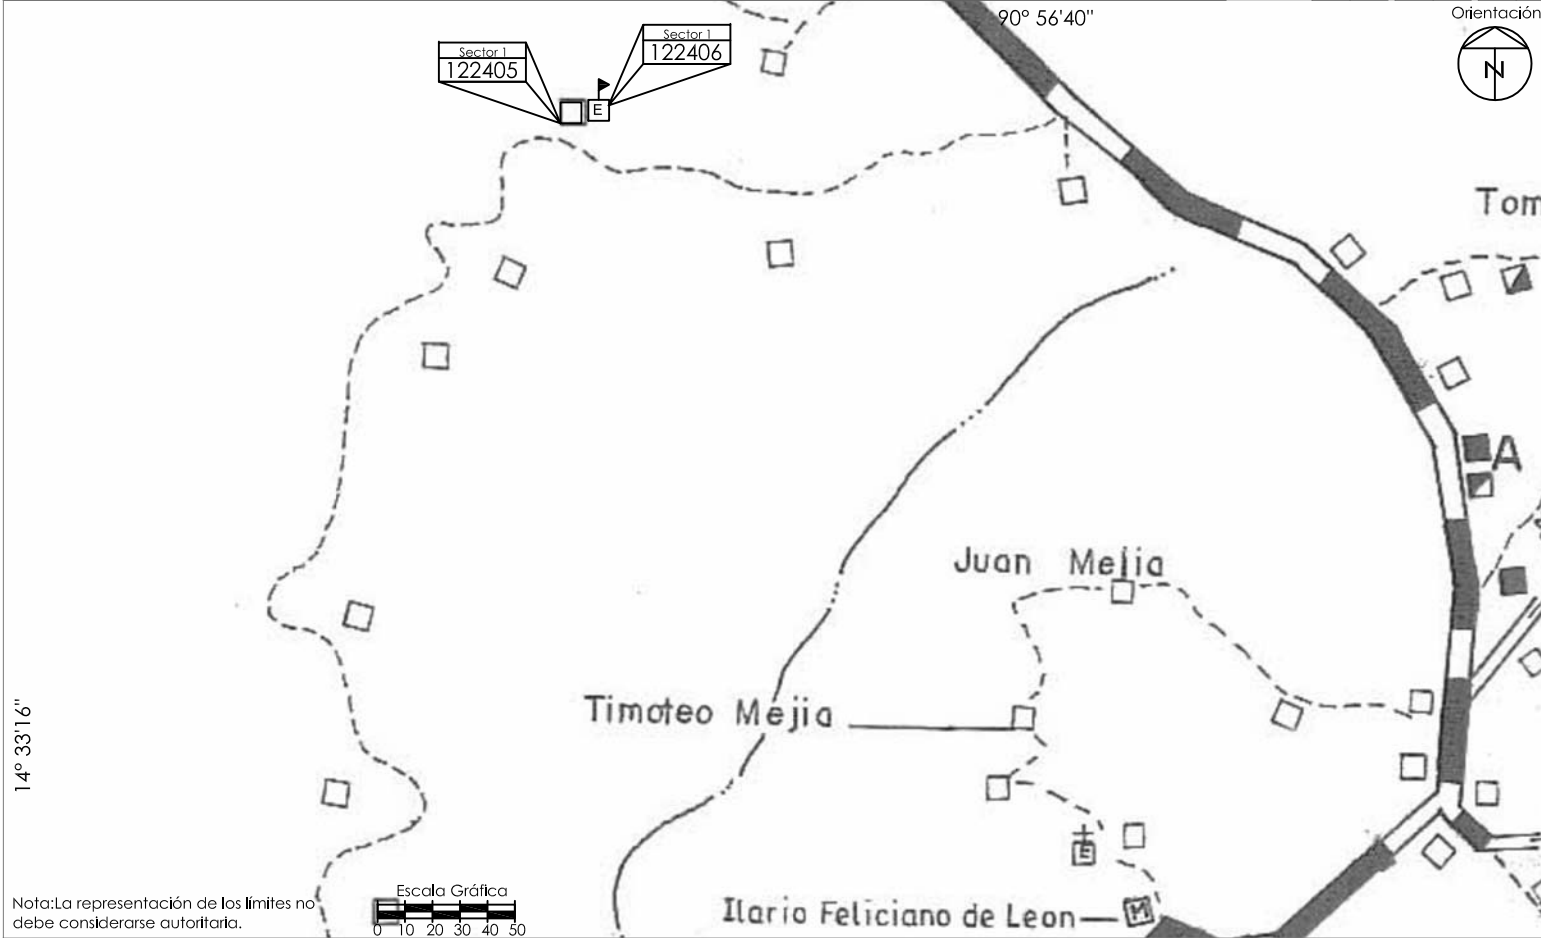 90° 56'40"
Orientación
N
Sector 1
122405
Sector 1
122406
E
Tom
A
Juan Mejia
Timoteo Mejia
14° 33'16"
E
Ilario Feliciano de Leon
M
Nota:La representación de los límites no
debe considerarse autoritaria.
Escala Gráfica
0 10 20 30 40 50